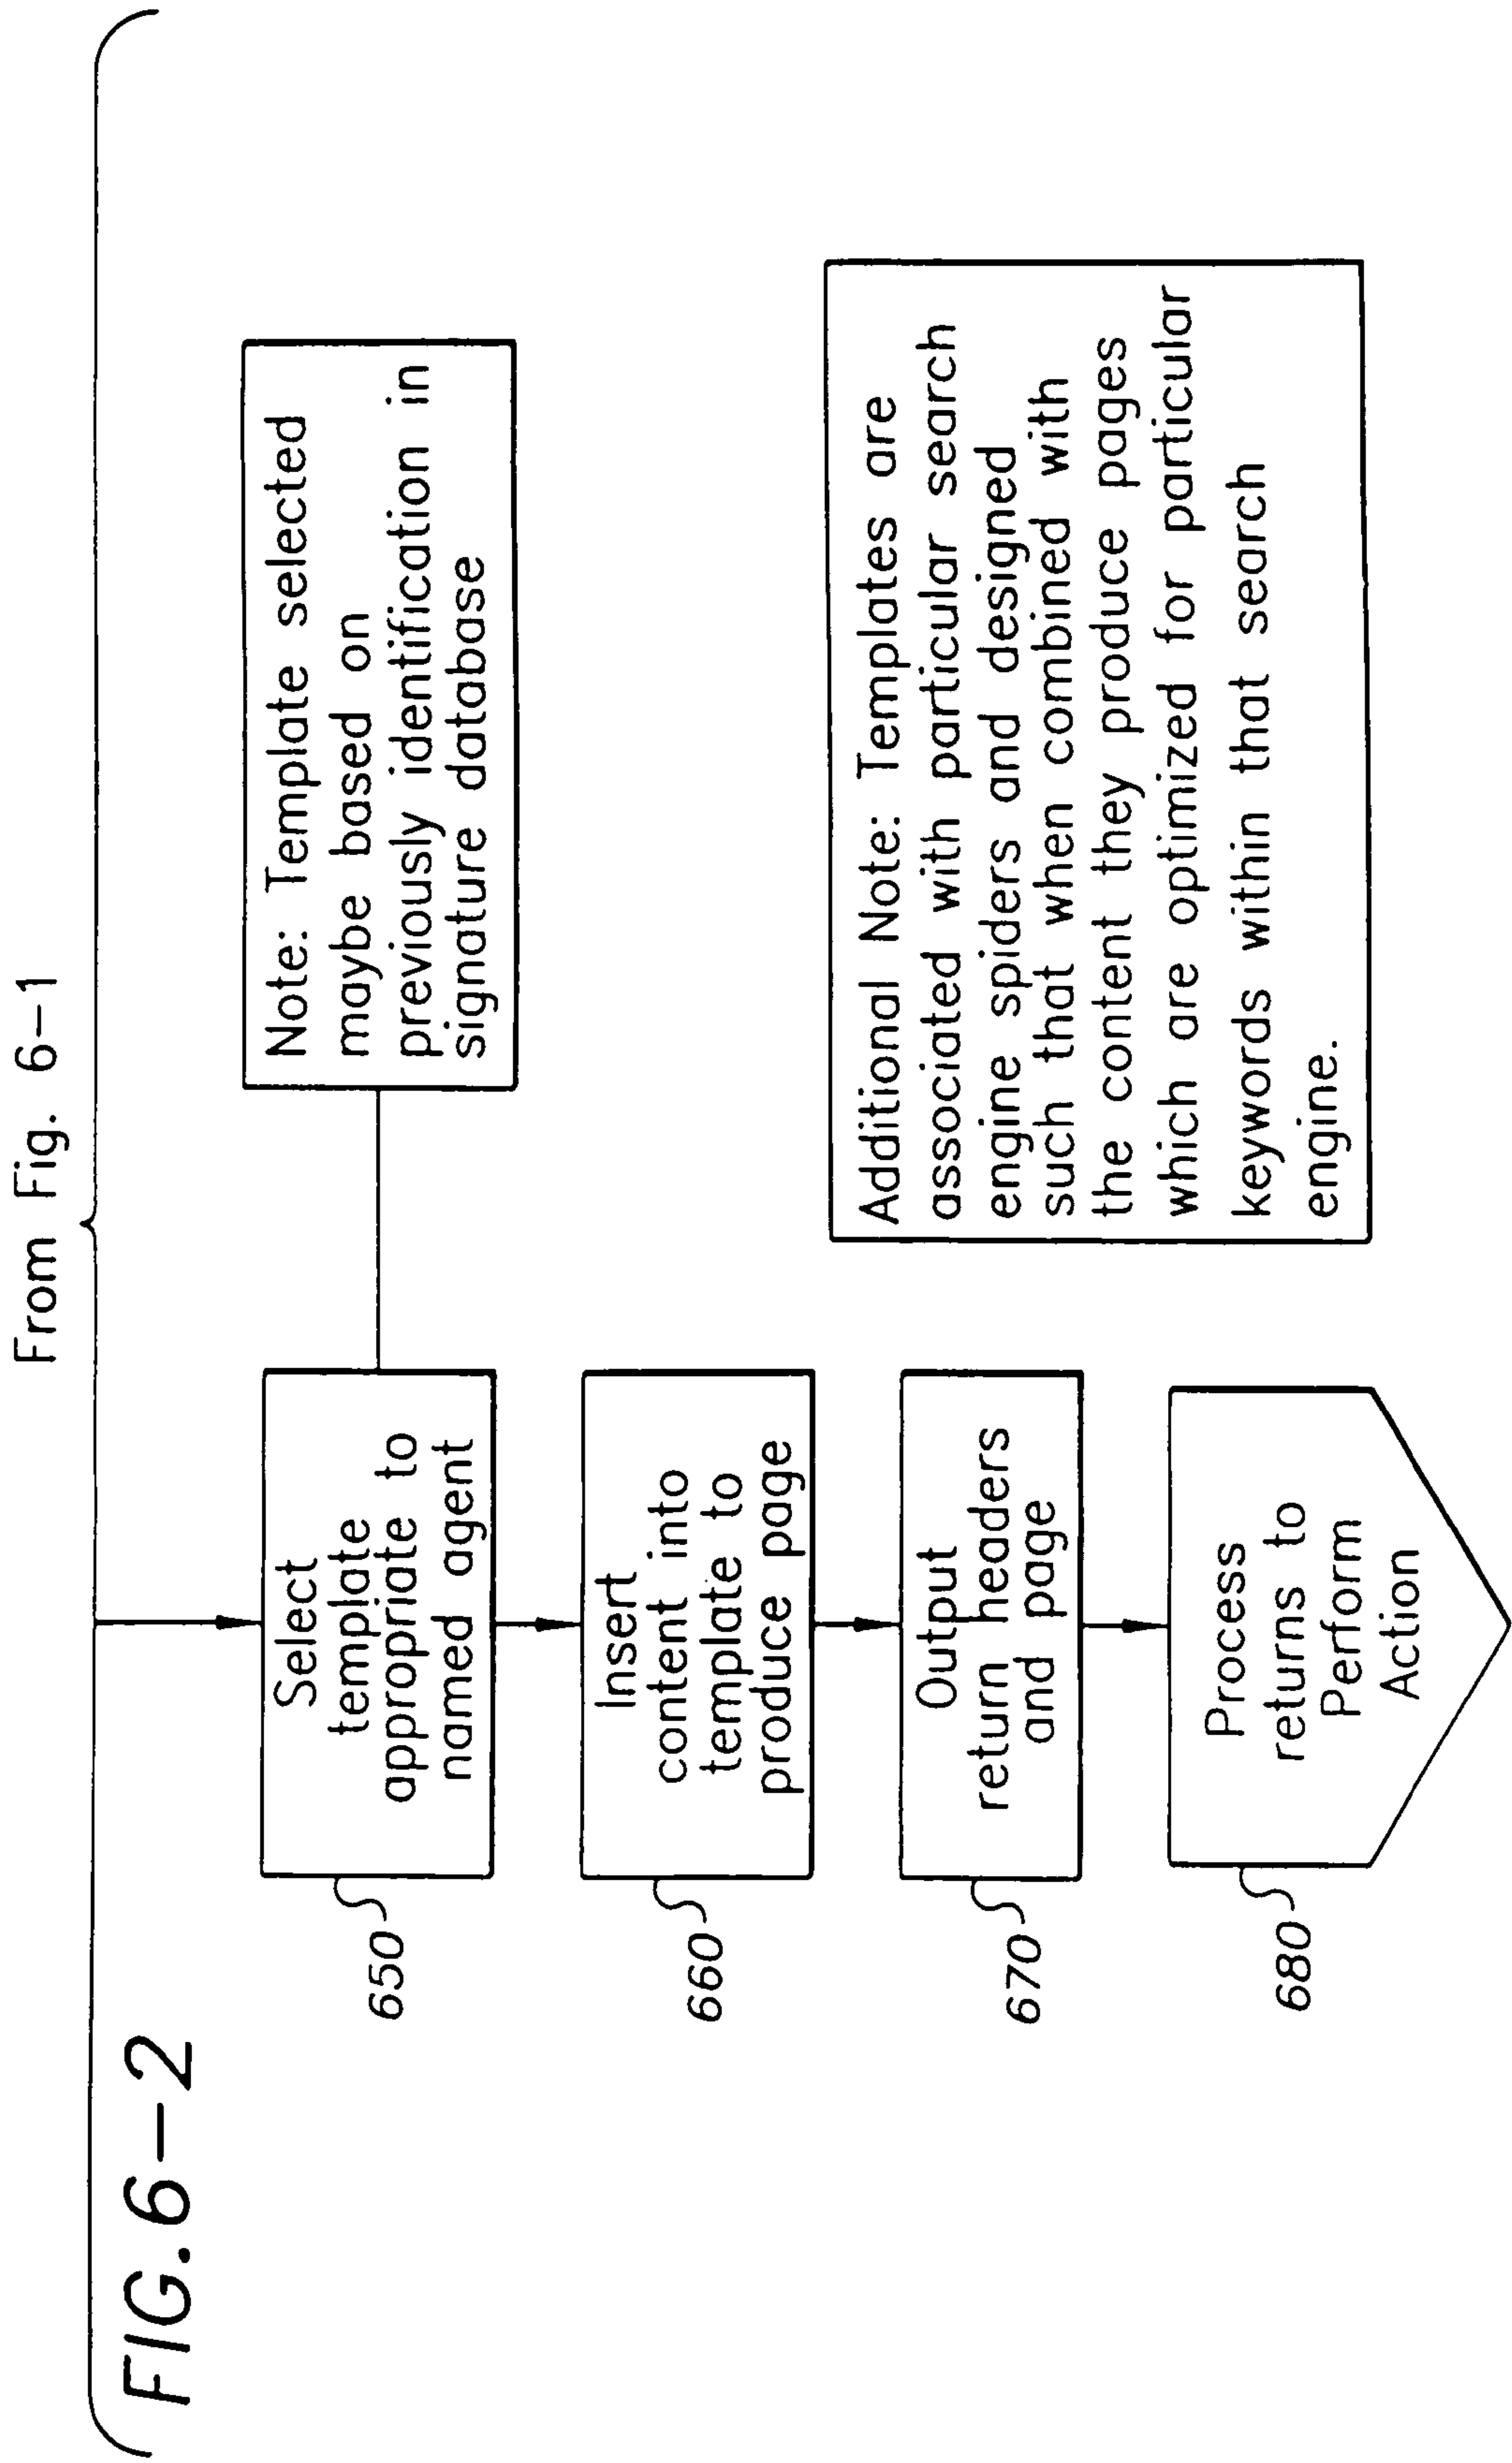 From Fig. 6-1
FIG.6-2
650
Select
template
appropriate to
named agent
Note: Template selected
maybe based on
previously identification in
signature database
660
Insert
content into
template to
produce page
670
Output
return headers
and page
680
Process
returns to
Perform
Action
Additional Note: Templates are
associated with particular search
engine spiders and designed
such that when combined with
the content they produce pages
which are optimized for particular
keywords within that search
engine.